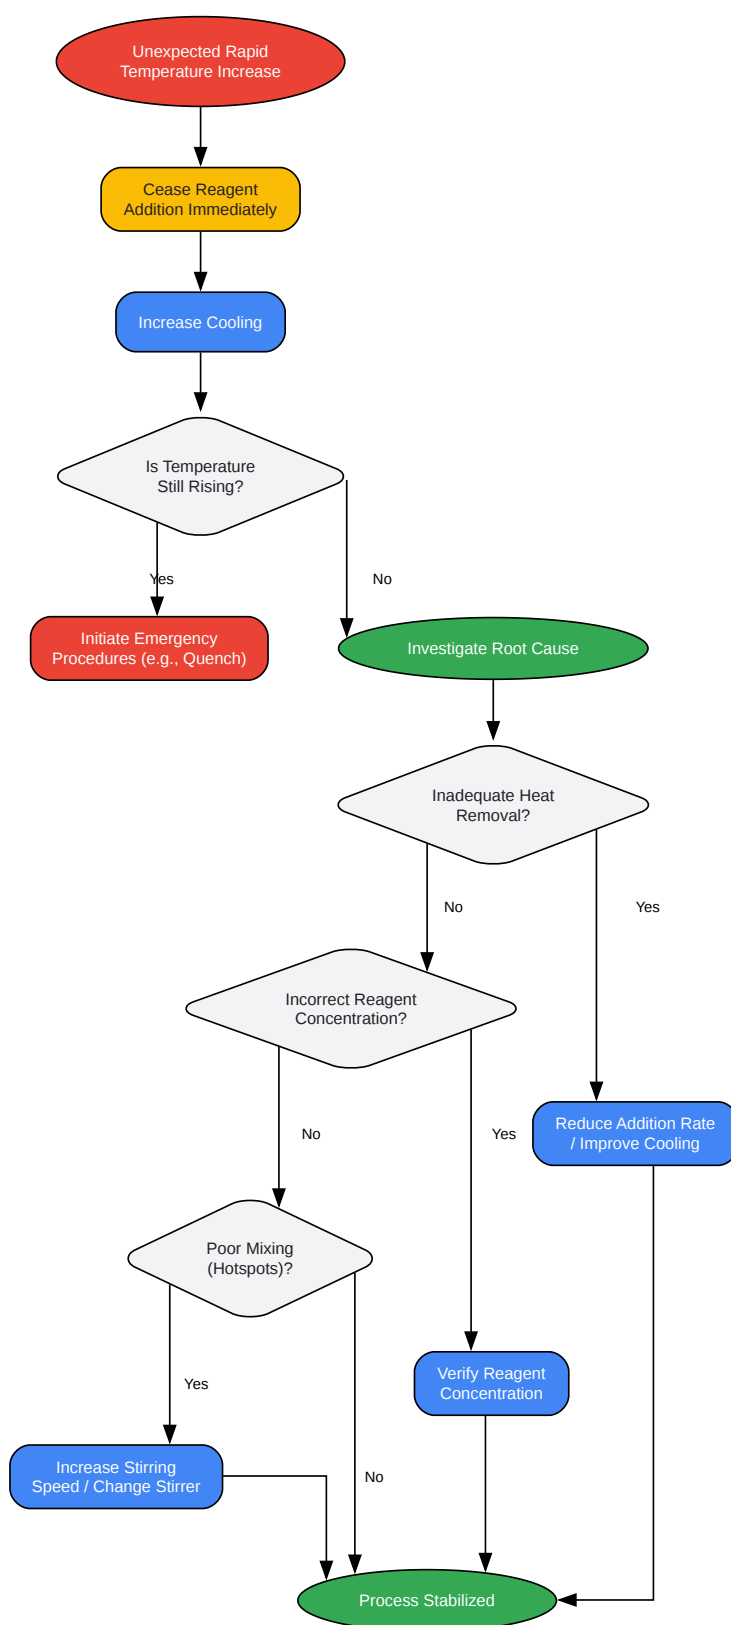 Unexpected Rapid
Temperature Increase
Cease Reagent
Addition Immediately
Increase Cooling
Is Temperature
Still Rising?
Yes
No
Initiate Emergency
Procedures (e.g., Quench)
Investigate Root Cause
Inadequate Heat
Removal?
No
Yes
Incorrect Reagent
Concentration?
No
Yes
Reduce Addition Rate
/ Improve Cooling
Poor Mixing
(Hotspots)?
Yes
Verify Reagent
Concentration
Increase Stirring
Speed / Change Stirrer
No
Process Stabilized